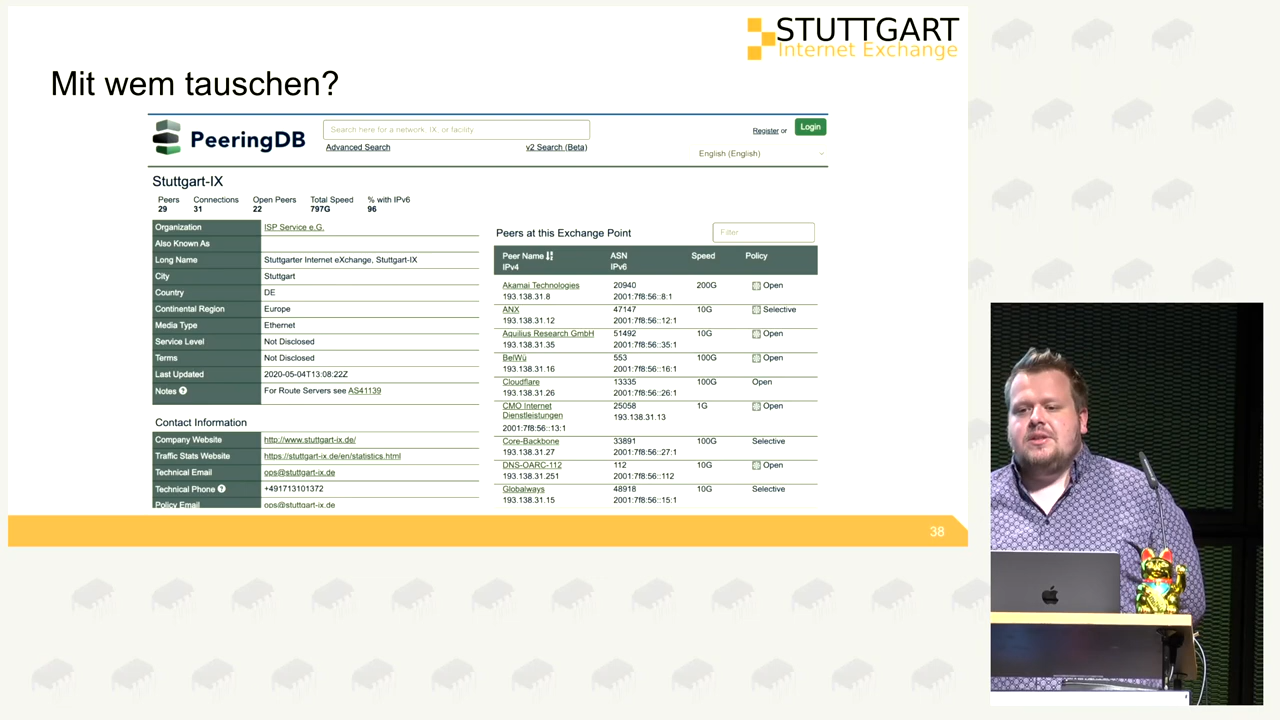 STUTTGART
Internet Exchange
Mit wem tauschen?
PeeringDB
Search here for a network, IX, or facility.
Advanced Search
v2 Search (Beta)
Register or
Login
English (English)
Stuttgart-IX
Peers Connections Open Peers Total Speed % with IPv6
29 31 22 797G 96
Organization ISP Service e.G.
Also Known As
Long Name Stuttgarter Internet eXchange, Stuttgart-IX
City Stuttgart
Country DE
Continental Region Europe
Media Type Ethernet
Service Level Not Disclosed
Terms Not Disclosed
Last Updated 2020-05-04T13:08:22Z
Notes ? For Route Servers see AS41139
Contact Information
Company Website http://www.stuttgart-ix.de/
Traffic Stats Website https://stuttgart-ix.de/en/statistics.html
Technical Email ops@stuttgart-ix.de
Technical Phone ? +491713101372
Policy Email ops@stuttgart-ix.de
Peers at this Exchange Point
Filter
Peer Name ASN Speed Policy
IPv4 IPv6
Akamai Technologies 20940 200G Open
193.138.31.8 2001:7f8:56::8:1
ANX 47147 10G Selective
193.138.31.12 2001:7f8:56::12:1
Aquilius Research GmbH 51492 10G Open
193.138.31.35 2001:7f8:56::35:1
BelWü 553 100G Open
193.138.31.16 2001:7f8:56::16:1
Cloudflare 13335 100G Open
193.138.31.26 2001:7f8:56::26:1
CMO Internet 25058 1G Open
Dienstleistungen 193.138.31.13
2001:7f8:56::13:1
Core-Backbone 33891 100G Selective
193.138.31.27 2001:7f8:56::27:1
DNS-OARC-112 112 10G Open
193.138.31.251 2001:7f8:56::112
Globalways 48918 10G Selective
193.138.31.15 2001:7f8:56::15:1
38